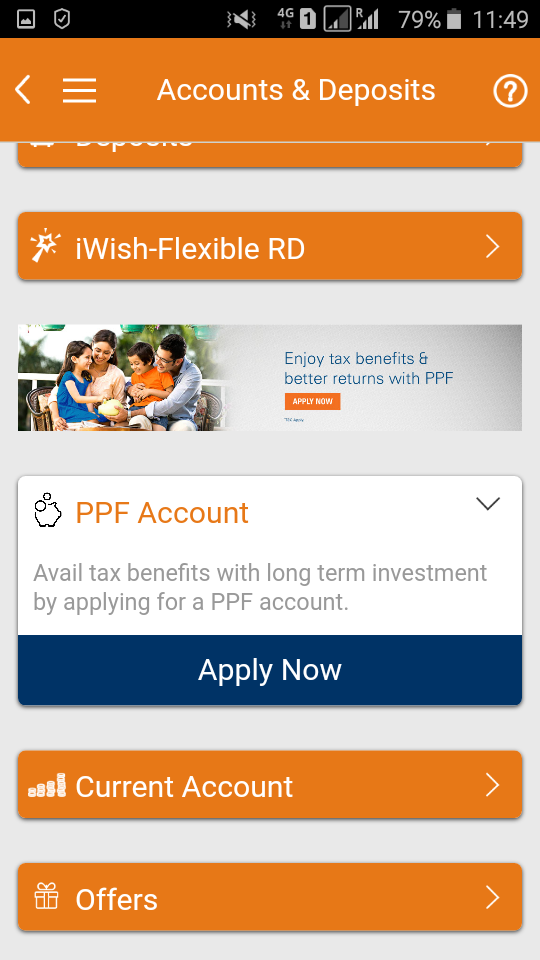 4G 1 R 79% 11:49
Accounts & Deposits
Deposits
iWish-Flexible RD
Enjoy tax benefits &
better returns with PPF
APPLY NOW
*T&C Apply
PPF Account
Avail tax benefits with long term investment
by applying for a PPF account.
Apply Now
Current Account
Offers